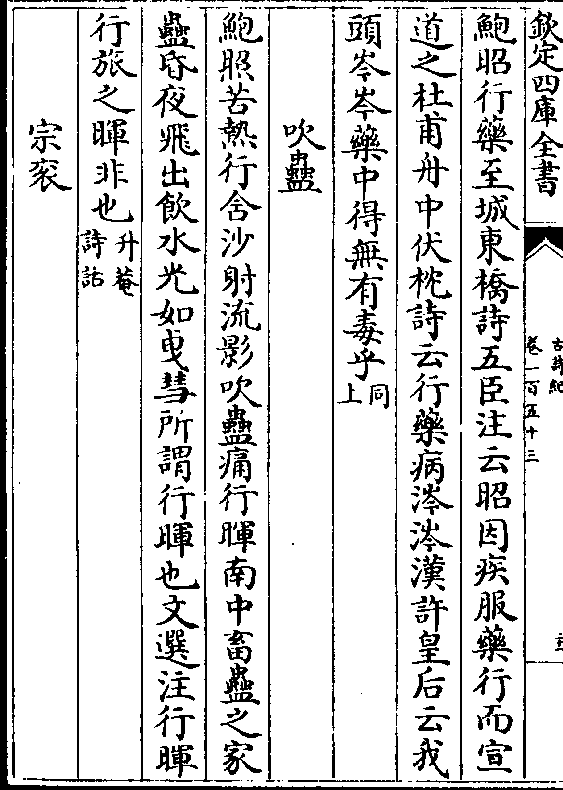 欽定四庫全書
古詩紀
卷一百五十三
鮑昭行藥至城東橋詩五臣注云昭因疾服藥行而宣
道之杜甫舟中伏枕詩云行藥病涔涔漢許皇后云我
頭岑岑藥中得無有毒乎同上
吹蠱
鮑照苦熱行含沙射流影吹蠱痛行暉南中畜蠱之家
蠱昏夜飛出飲水光如曳彗所謂行暉也文選注行暉
行旅之暉非也升菴詩話
宗衮